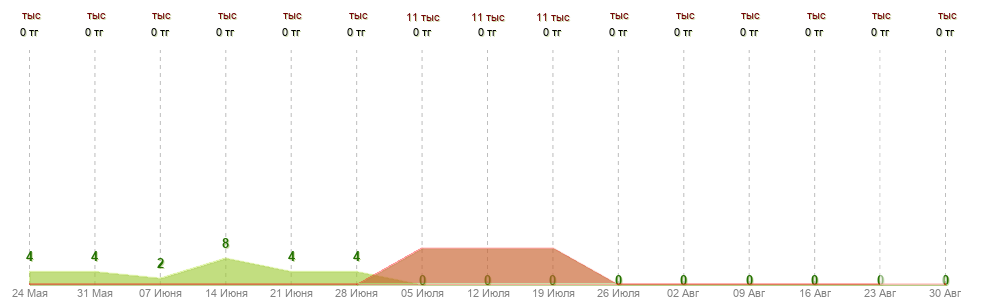 тыс тыс тыс тыс тыс тыс 11 тыс 11 тыс 11 тыс тыс тыс тыс тыс тыс тыс
0 тг 0 тг 0 тг 0 тг 0 тг 0 тг 0 тг 0 тг 0 тг 0 тг 0 тг 0 тг 0 тг 0 тг 0 тг
4 4 2 8 4 4 0 0 0 0 0 0 0 0 0
24 Мая 31 Мая 07 Июня 14 Июня 21 Июня 28 Июня 05 Июля 12 Июля 19 Июля 26 Июля 02 Авг 09 Авг 16 Авг 23 Авг 30 Авг